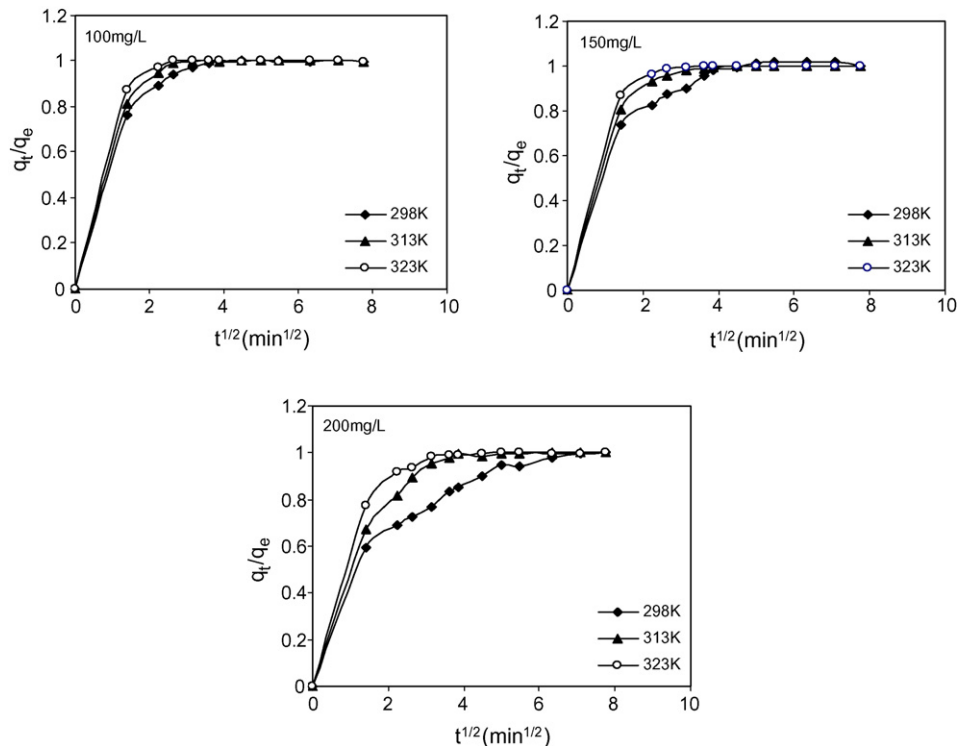 100mg/L
1.2
1
0.8
0.6
0.4
0.2
0
q_t/q_e
298K
313K
323K
0 2 4 6 8 10
t^{1/2}(min^{1/2})
150mg/L
1.2
1
0.8
0.6
0.4
0.2
0
q_t/q_e
298K
313K
323K
0 2 4 6 8 10
t^{1/2}(min^{1/2})
200mg/L
1.2
1
0.8
0.6
0.4
0.2
0
q_t/q_e
298K
313K
323K
0 2 4 6 8 10
t^{1/2}(min^{1/2})